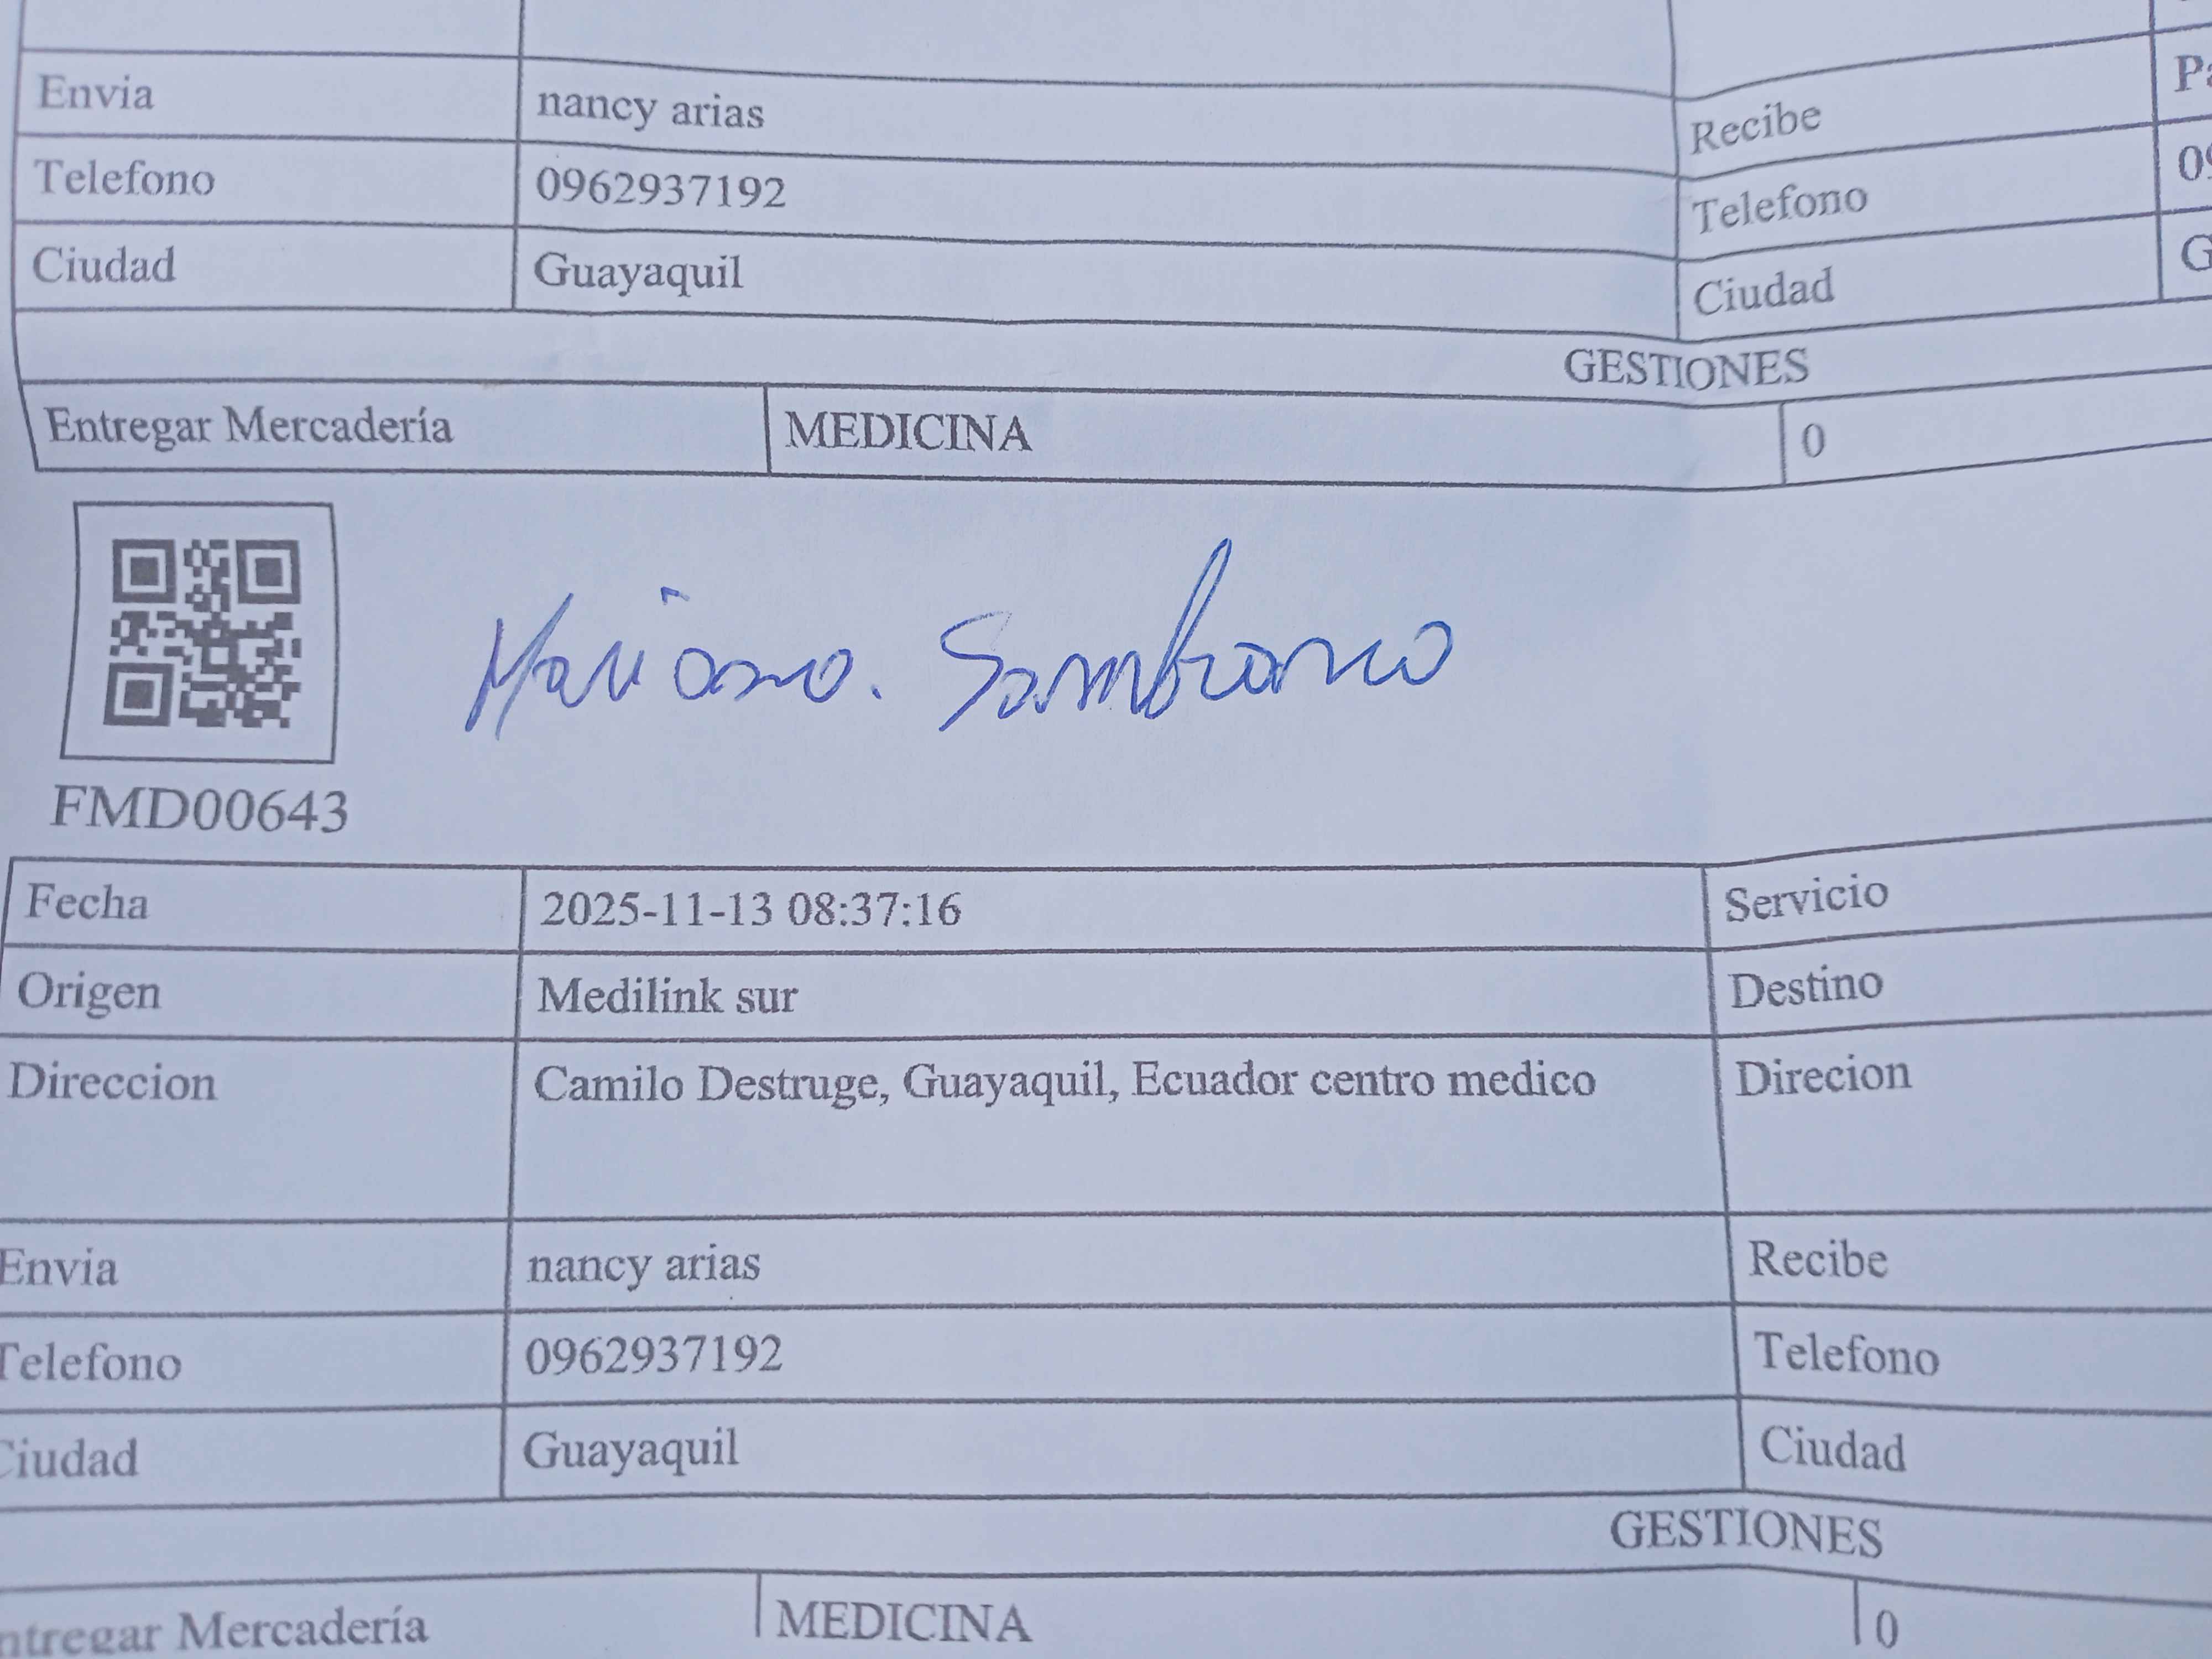 Envia nancy arias Recibe
Telefono 0962937192 Telefono
Ciudad Guayaquil Ciudad
GESTIONES
Entregar Mercadería MEDICINA 0
Mariano. Sambrano
FMD00643
Fecha 2025-11-13 08:37:16 Servicio
Origen Medilink sur Destino
Direccion Camilo Destruge, Guayaquil, Ecuador centro medico Direcion
Envia nancy arias Recibe
Telefono 0962937192 Telefono
Ciudad Guayaquil Ciudad
GESTIONES
ntregar Mercadería MEDICINA 0